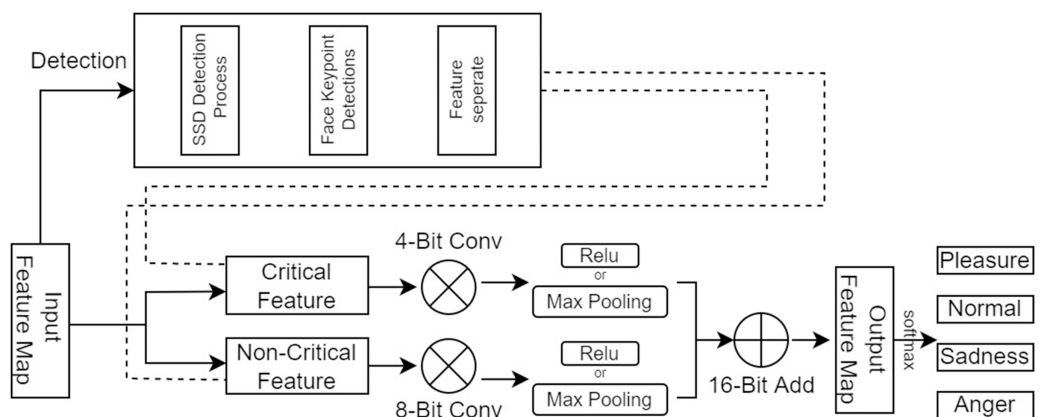 Detection
SSD Detection
Process
Face Keypoint
Detections
Feature
seperate
Input
Feature Map
Critical
Feature
4-Bit Conv
Relu
or
Max Pooling
Non-Critical
Feature
8-Bit Conv
Relu
or
Max Pooling
16-Bit Add
Output
Feature Map
softmax
Pleasure
Normal
Sadness
Anger